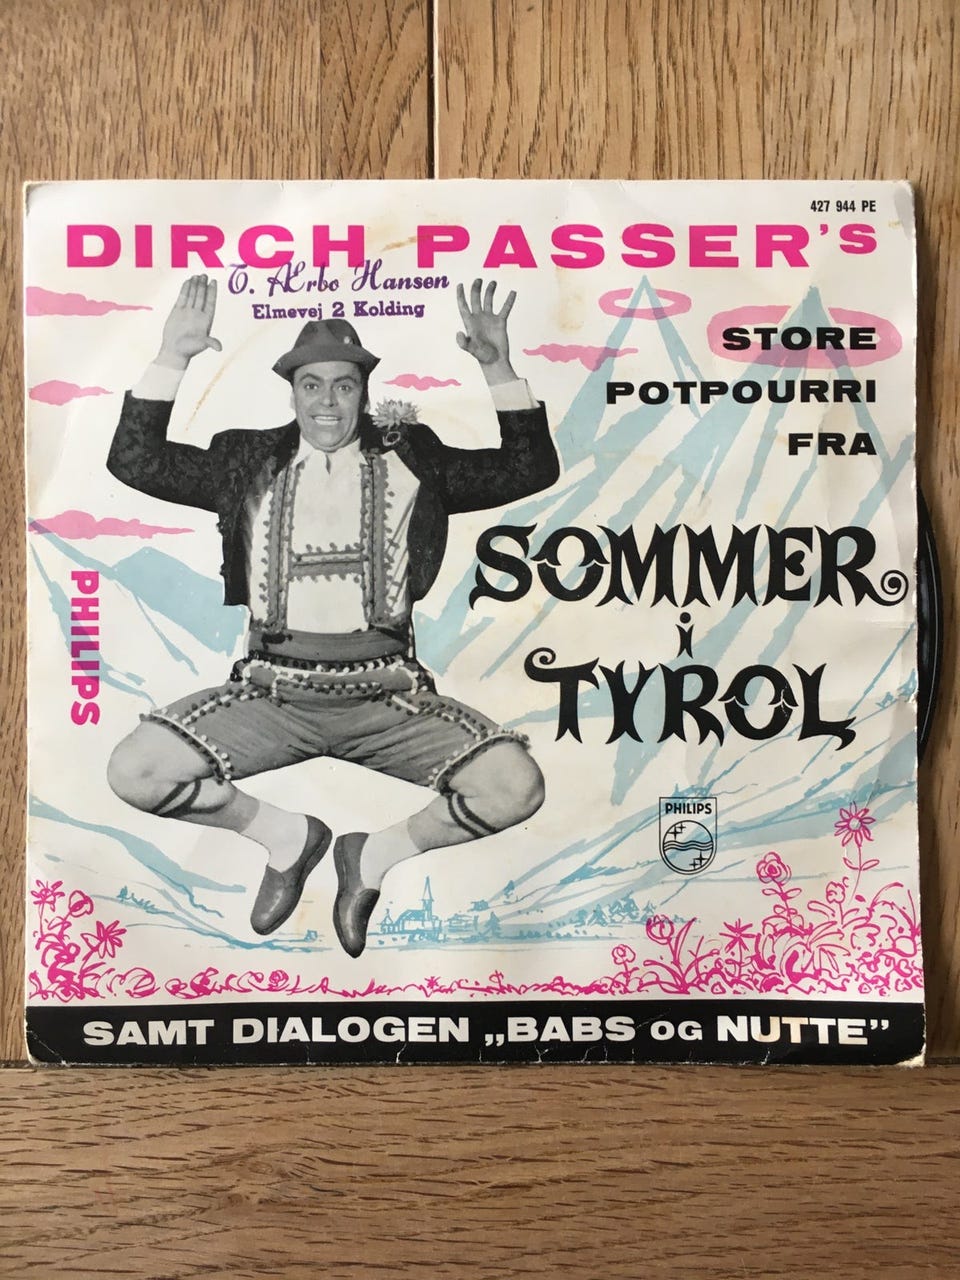 427 944 PE
DIRCH PASSER'S
T. Ærbo Hansen
Elmevej 2 Kolding
STORE
POTPOURRI
FRA
SOMMER
i
TYROL
PHILIPS
PHILIPS
SAMT DIALOGEN „BABS OG NUTTE”